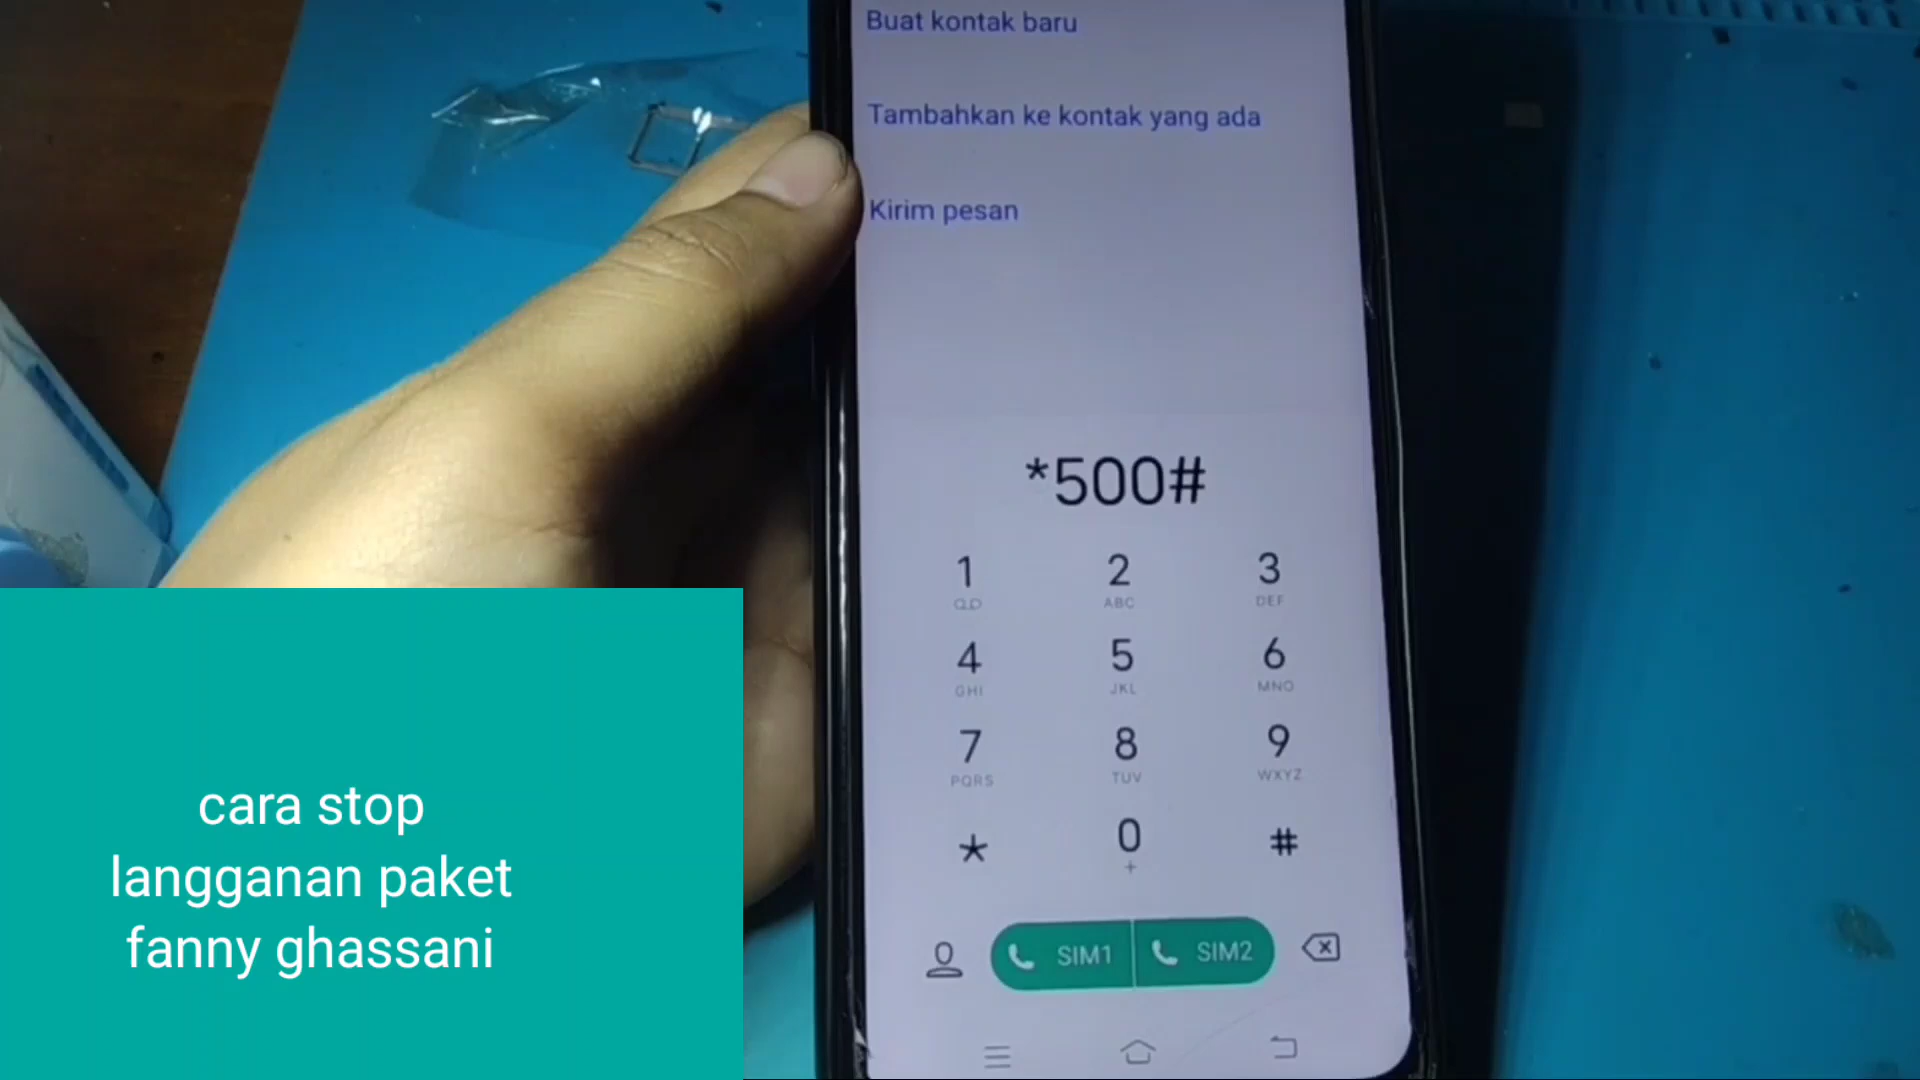 Buat kontak baru
Tambahkan ke kontak yang ada
Kirim pesan
*500#
1 2 3
ABC DEF
4 5 6
GHI JKL MNO
7 8 9
PQRS TUV WXYZ
* 0 #
+
SIM1 SIM2
cara stop
langganan paket
fanny ghassani